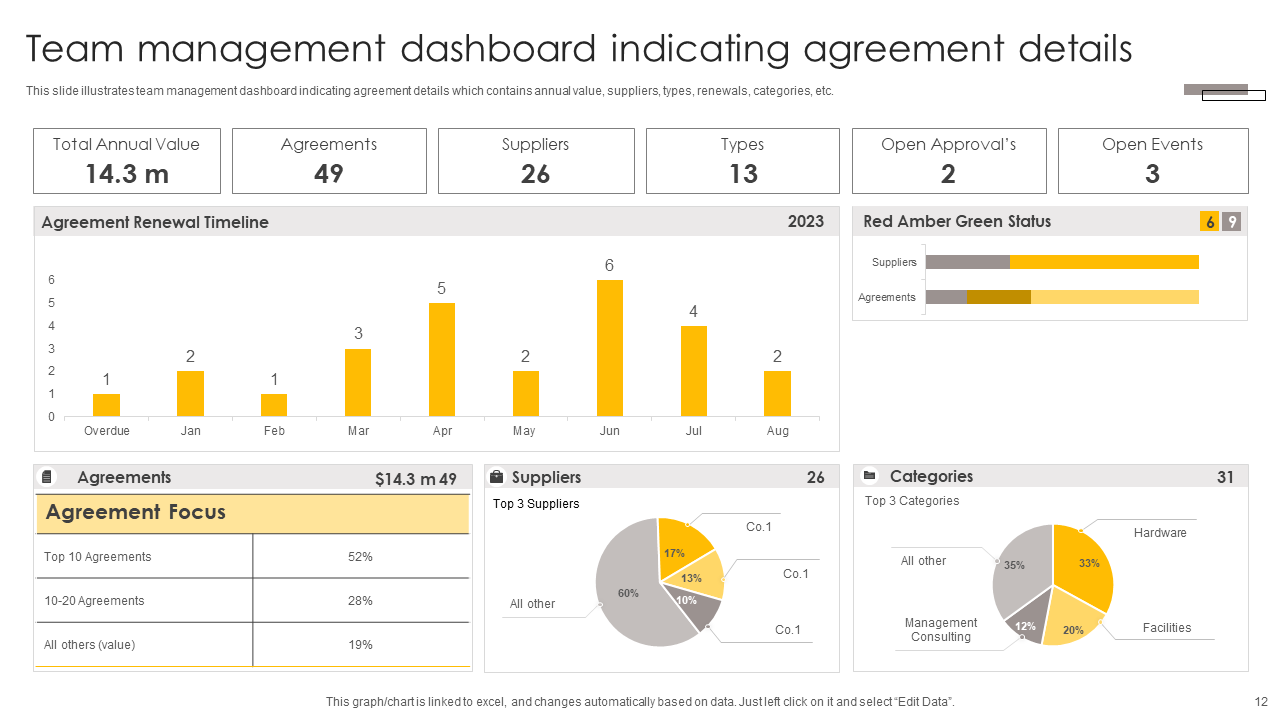 Team management dashboard indicating agreement details
This slide illustrates team management dashboard indicating agreement details which contains annual value, suppliers, types, renewals, categories, etc.
Total Annual Value
14.3 m
Agreements
49
Suppliers
26
Types
13
Open Approval's
2
Open Events
3
Agreement Renewal Timeline 2023
6
5
4
3
2
1
0
1
2
1
3
5
2
6
4
2
Overdue Jan Feb Mar Apr May Jun Jul Aug
Red Amber Green Status 6 9
Suppliers
Agreements
Agreements $14.3 m 49
Agreement Focus
Top 10 Agreements 52%
10-20 Agreements 28%
All others (value) 19%
Suppliers 26
Top 3 Suppliers
Co.1
17%
13%
Co.1
60%
10%
All other
Co.1
Categories 31
Top 3 Categories
Hardware
All other
35%
33%
Management
Consulting
12%
20%
Facilities
This graph/chart is linked to excel, and changes automatically based on data. Just left click on it and select “Edit Data”.
12